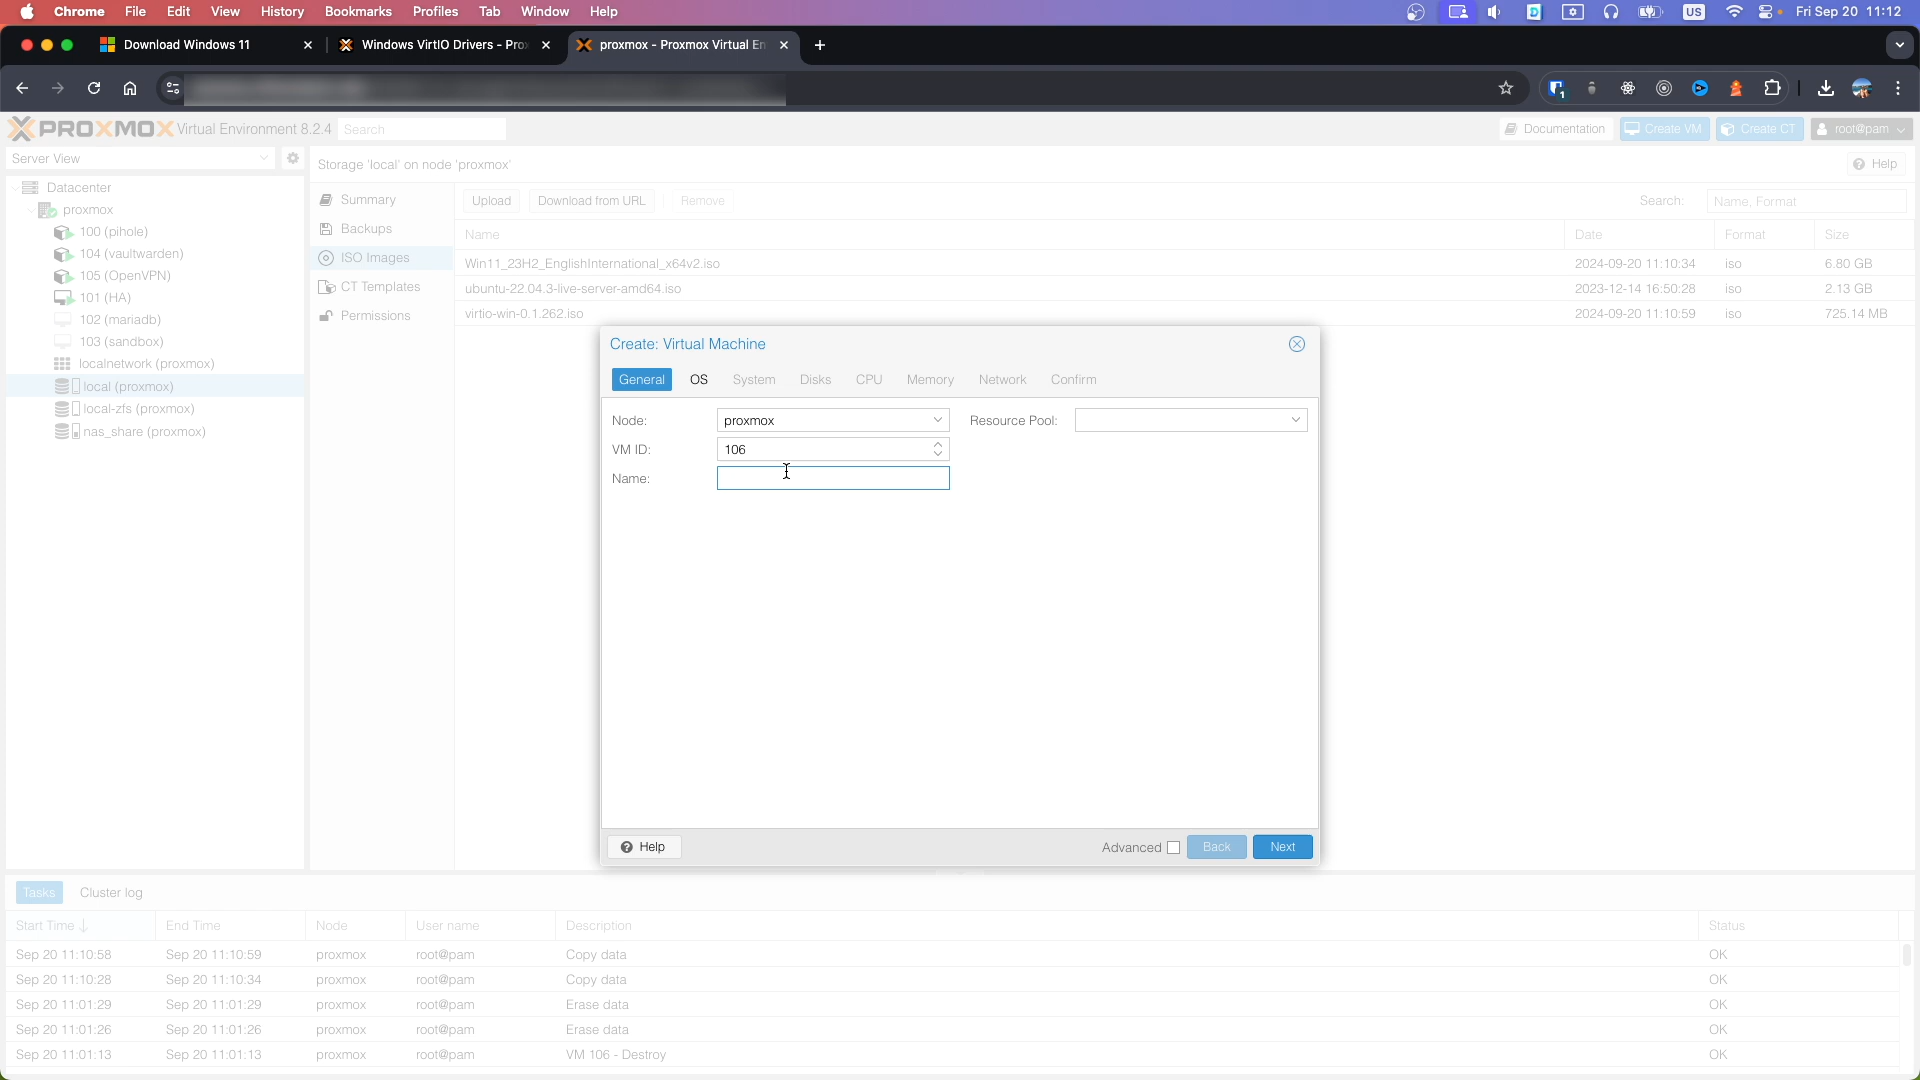 Chrome File Edit View History Bookmarks Profiles Tab Window Help US Fri Sep 20 11:12
Download Windows 11 Windows VirtIO Drivers - Pro proxmox - Proxmox Virtual En
PROXMOX Virtual Environment 8.2.4 Search Documentation Create VM Create CT root@pam
Server View
Storage 'local' on node 'proxmox' Help
Datacenter
proxmox
100 (pihole)
104 (vaultwarden)
105 (OpenVPN)
101 (HA)
102 (mariadb)
103 (sandbox)
localnetwork (proxmox)
local (proxmox)
local-zfs (proxmox)
nas_share (proxmox)
Summary
Backups
ISO Images
CT Templates
Permissions
Upload Download from URL Remove Search: Name, Format
Name Date Format Size
Win11_23H2_EnglishInternational_x64v2.iso 2024-09-20 11:10:34 iso 6.80 GB
ubuntu-22.04.3-live-server-amd64.iso 2023-12-14 16:50:28 iso 2.13 GB
virtio-win-0.1.262.iso 2024-09-20 11:10:59 iso 725.14 MB
Create: Virtual Machine
General OS System Disks CPU Memory Network Confirm
Node: proxmox Resource Pool:
VM ID: 106
Name:
Help Advanced Back Next
Tasks Cluster log
Start Time End Time Node User name Description Status
Sep 20 11:10:58 Sep 20 11:10:59 proxmox root@pam Copy data OK
Sep 20 11:10:28 Sep 20 11:10:34 proxmox root@pam Copy data OK
Sep 20 11:01:29 Sep 20 11:01:29 proxmox root@pam Erase data OK
Sep 20 11:01:26 Sep 20 11:01:26 proxmox root@pam Erase data OK
Sep 20 11:01:13 Sep 20 11:01:13 proxmox root@pam VM 106 - Destroy OK